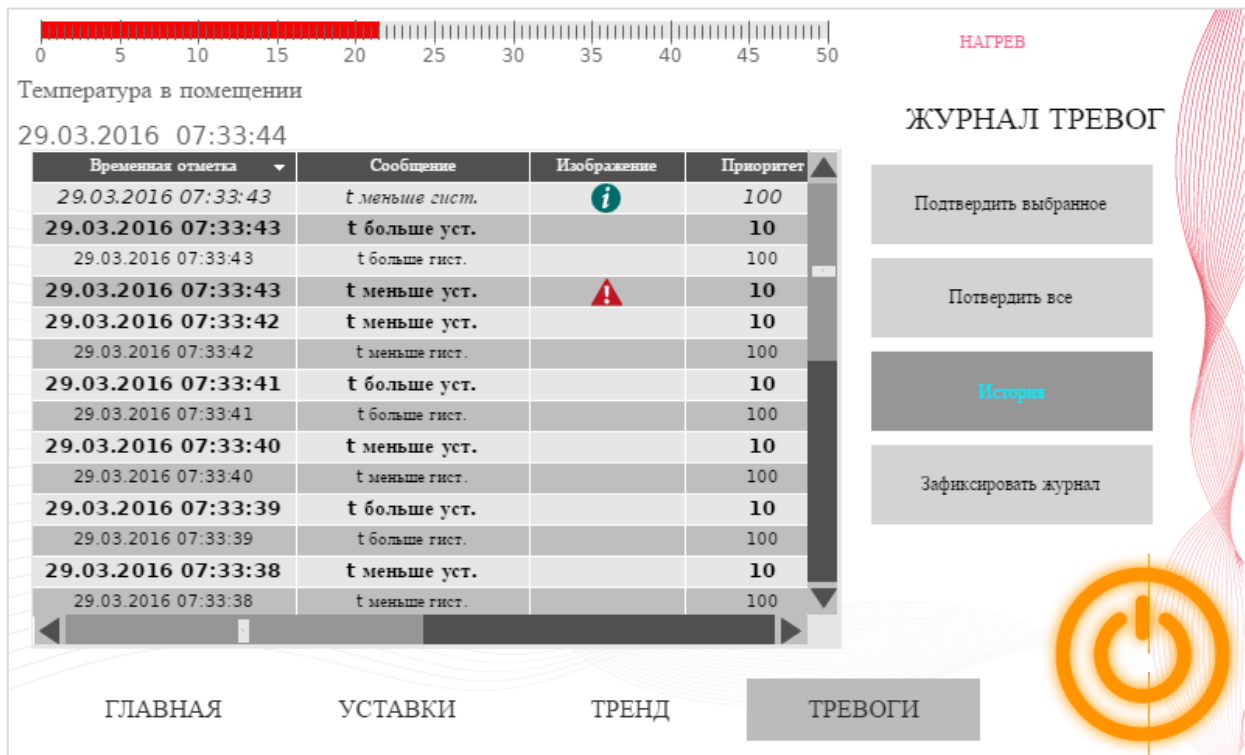 0 5 10 15 20 25 30 35 40 45 50
НАГРЕВ
Температура в помещении
ЖУРНАЛ ТРЕВОГ
29.03.2016 07:33:44
Временная отметка Сообщение Изображение Приоритет
29.03.2016 07:33:43 t меньше гист. i 100
29.03.2016 07:33:43 t больше уст. 10
29.03.2016 07:33:43 t больше гист. 100
29.03.2016 07:33:43 t меньше уст. ! 10
29.03.2016 07:33:42 t меньше уст. 10
29.03.2016 07:33:42 t меньше гист. 100
29.03.2016 07:33:41 t больше уст. 10
29.03.2016 07:33:41 t больше гист. 100
29.03.2016 07:33:40 t меньше уст. 10
29.03.2016 07:33:40 t меньше гист. 100
29.03.2016 07:33:39 t больше уст. 10
29.03.2016 07:33:39 t больше гист. 100
29.03.2016 07:33:38 t меньше уст. 10
29.03.2016 07:33:38 t меньше гист. 100
Подтвердить выбранное
Потвердить все
История
Зафиксировать журнал
ГЛАВНАЯ УСТАВКИ ТРЕНД ТРЕВОГИ